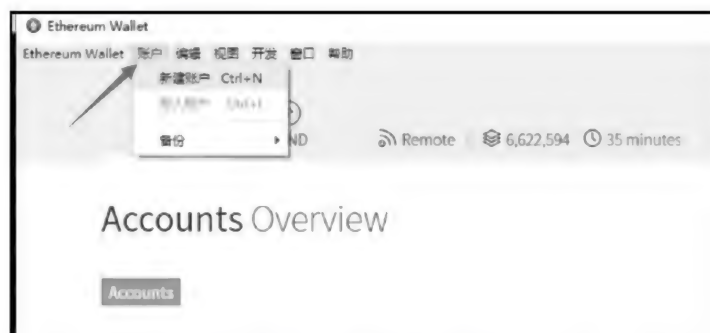 Ethereum Wallet
Ethereum Wallet 账户 编辑 视图 开发 窗口 帮助
新建账户 Ctrl+N
备份
ND Remote 6,622,594 35 minutes
Accounts Overview
Accounts